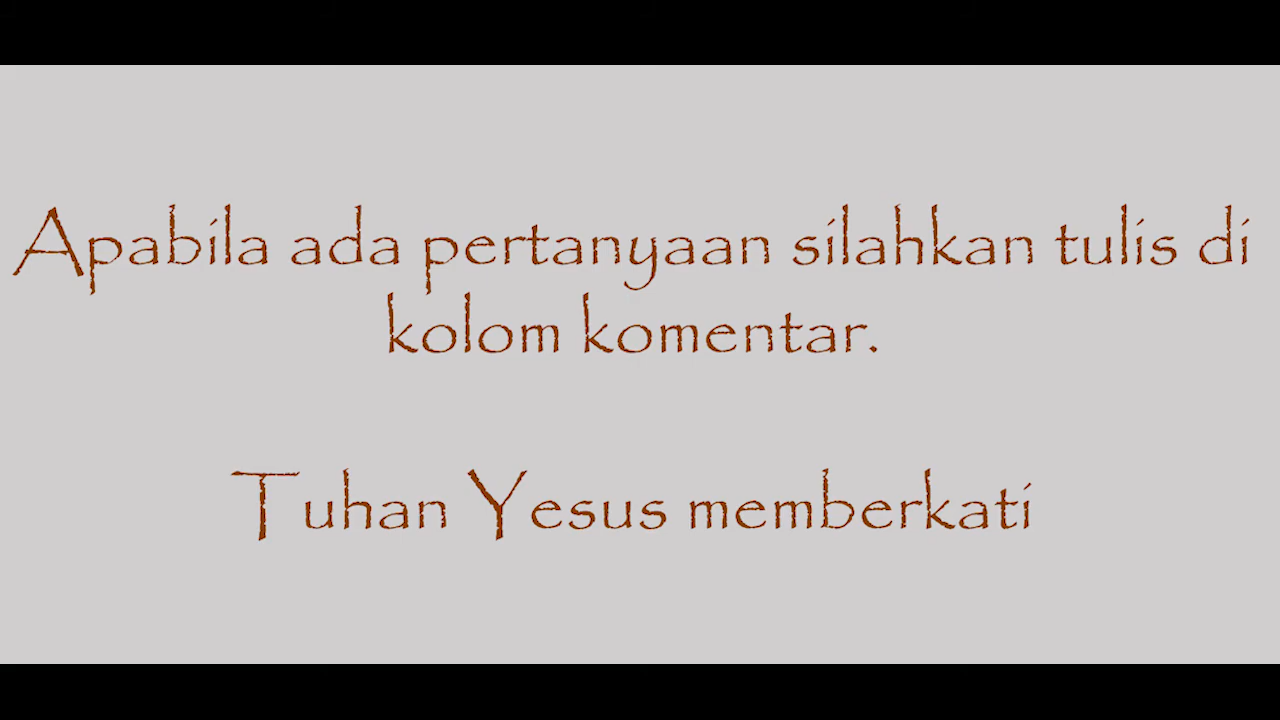 Apabila ada pertanyaan silahkan tulis di
kolom komentar.
Tuhan Yesus memberkati